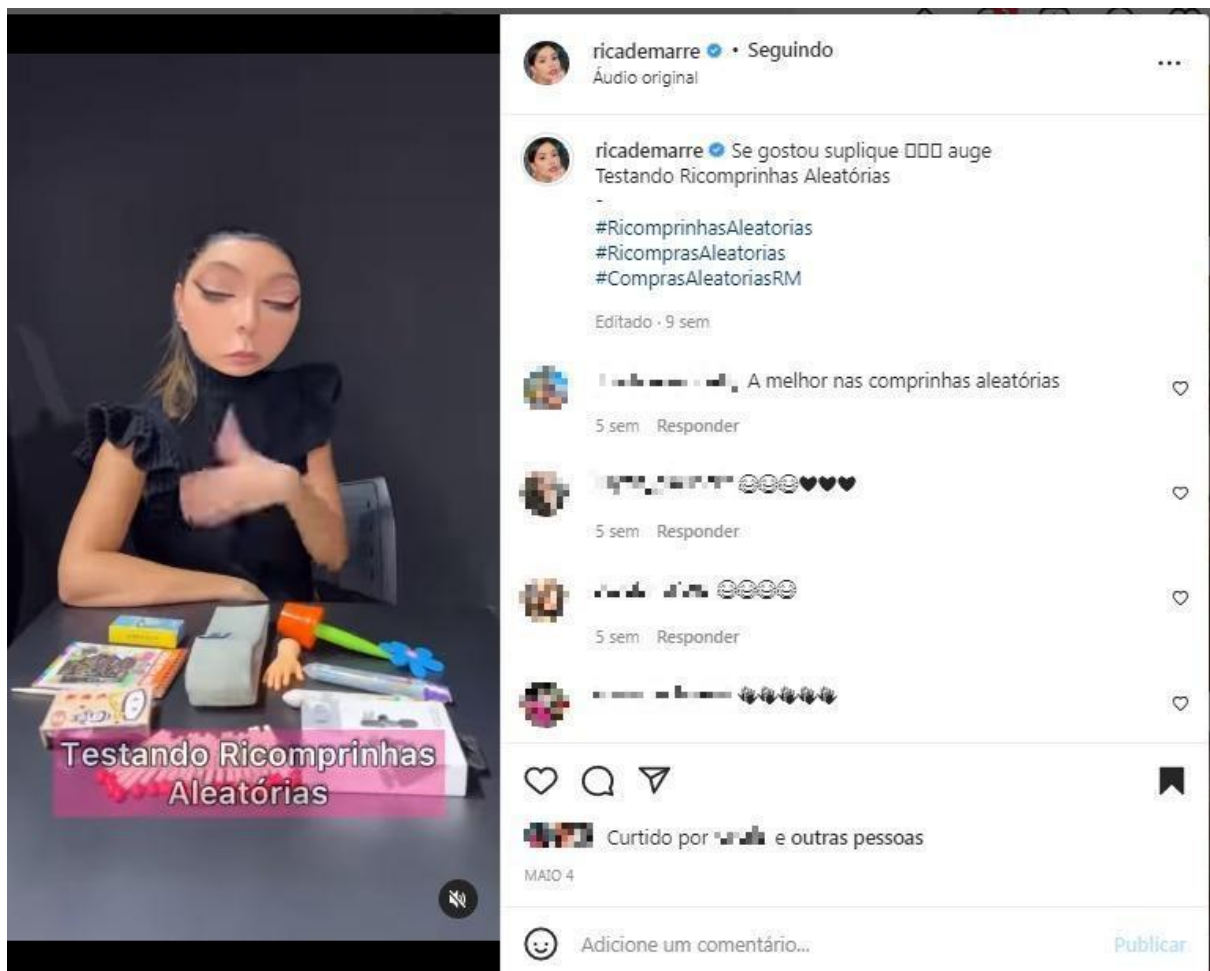 ricademarre • Seguindo
Áudio original
ricademarre Se gostou suplique auge
Testando Ricomprinhas Aleatórias
-
#RicomprinhasAleatorias
#RicomprasAleatorias
#ComprasAleatoriasRM
Editado · 9 sem
A melhor nas comprinhas aleatórias
5 sem Responder
5 sem Responder
5 sem Responder
Testando Ricomprinhas
Aleatórias
Curtido por e outras pessoas
MAIO 4
Adicione um comentário... Publicar